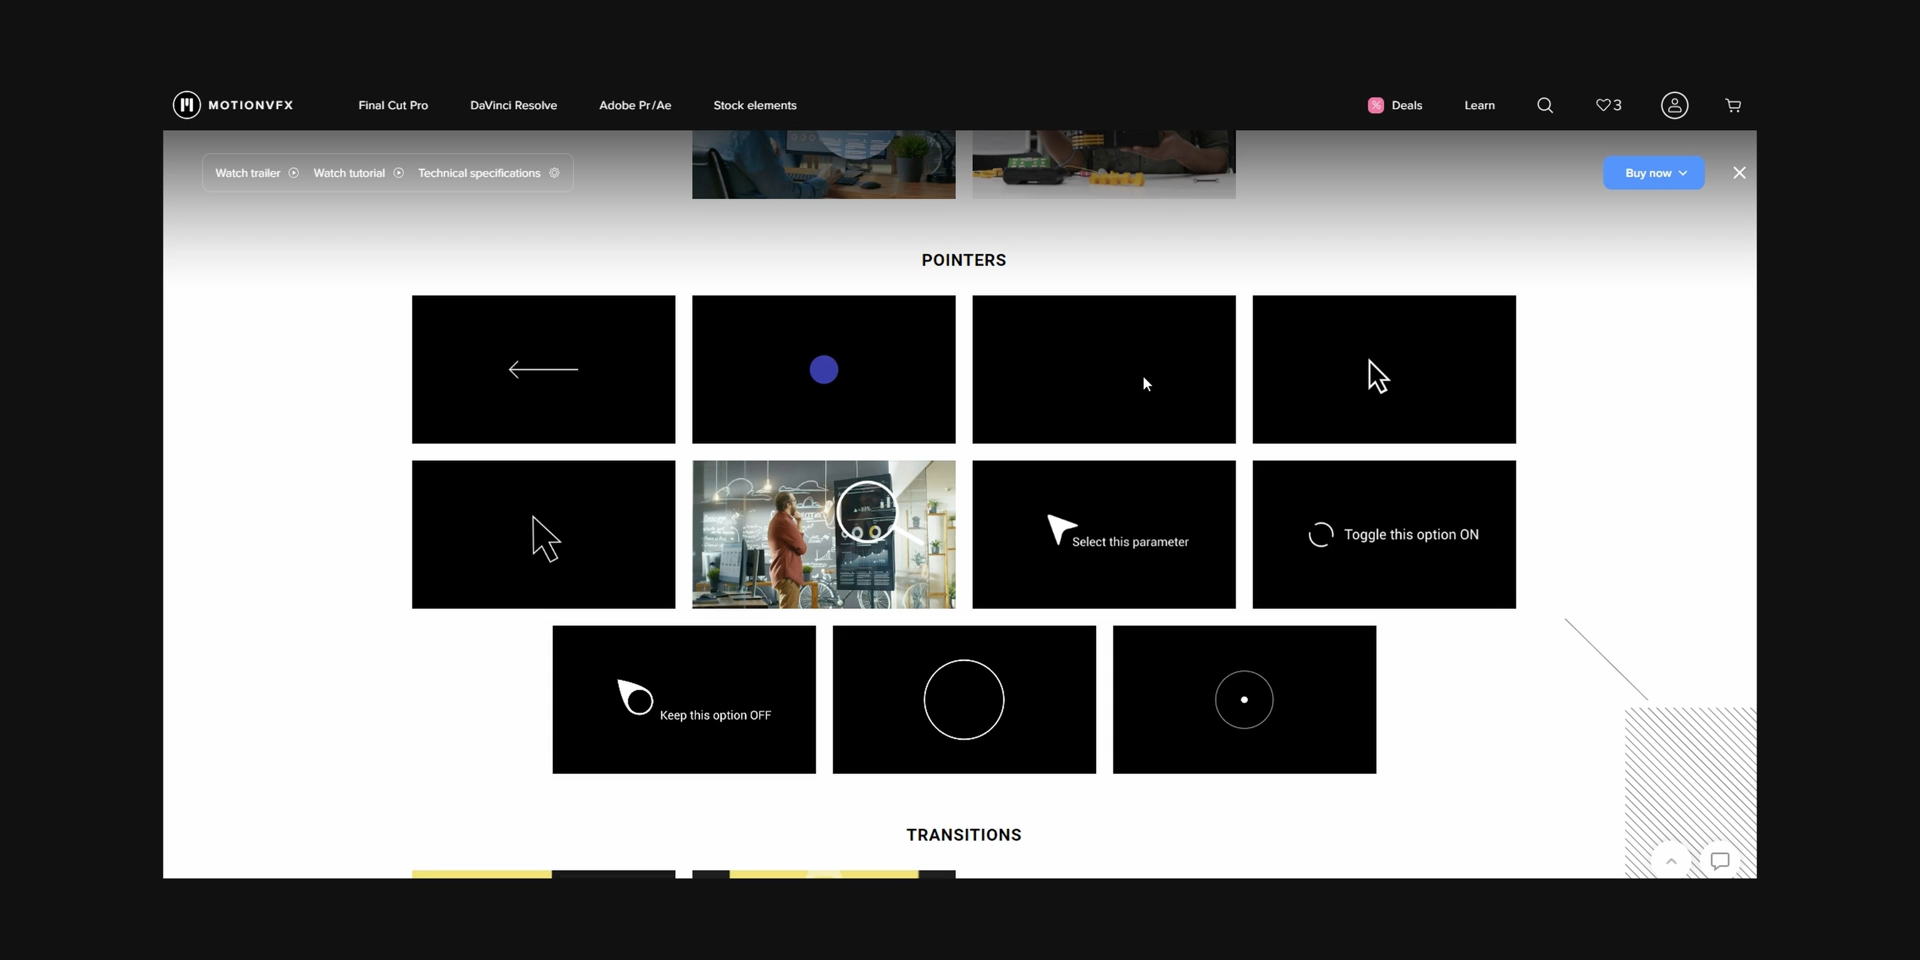 MOTIONVFX Final Cut Pro DaVinci Resolve Adobe Pr/Ae Stock elements Deals Learn 3
Watch trailer Watch tutorial Technical specifications Buy now
POINTERS
Select this parameter
Toggle this option ON
Keep this option OFF
TRANSITIONS